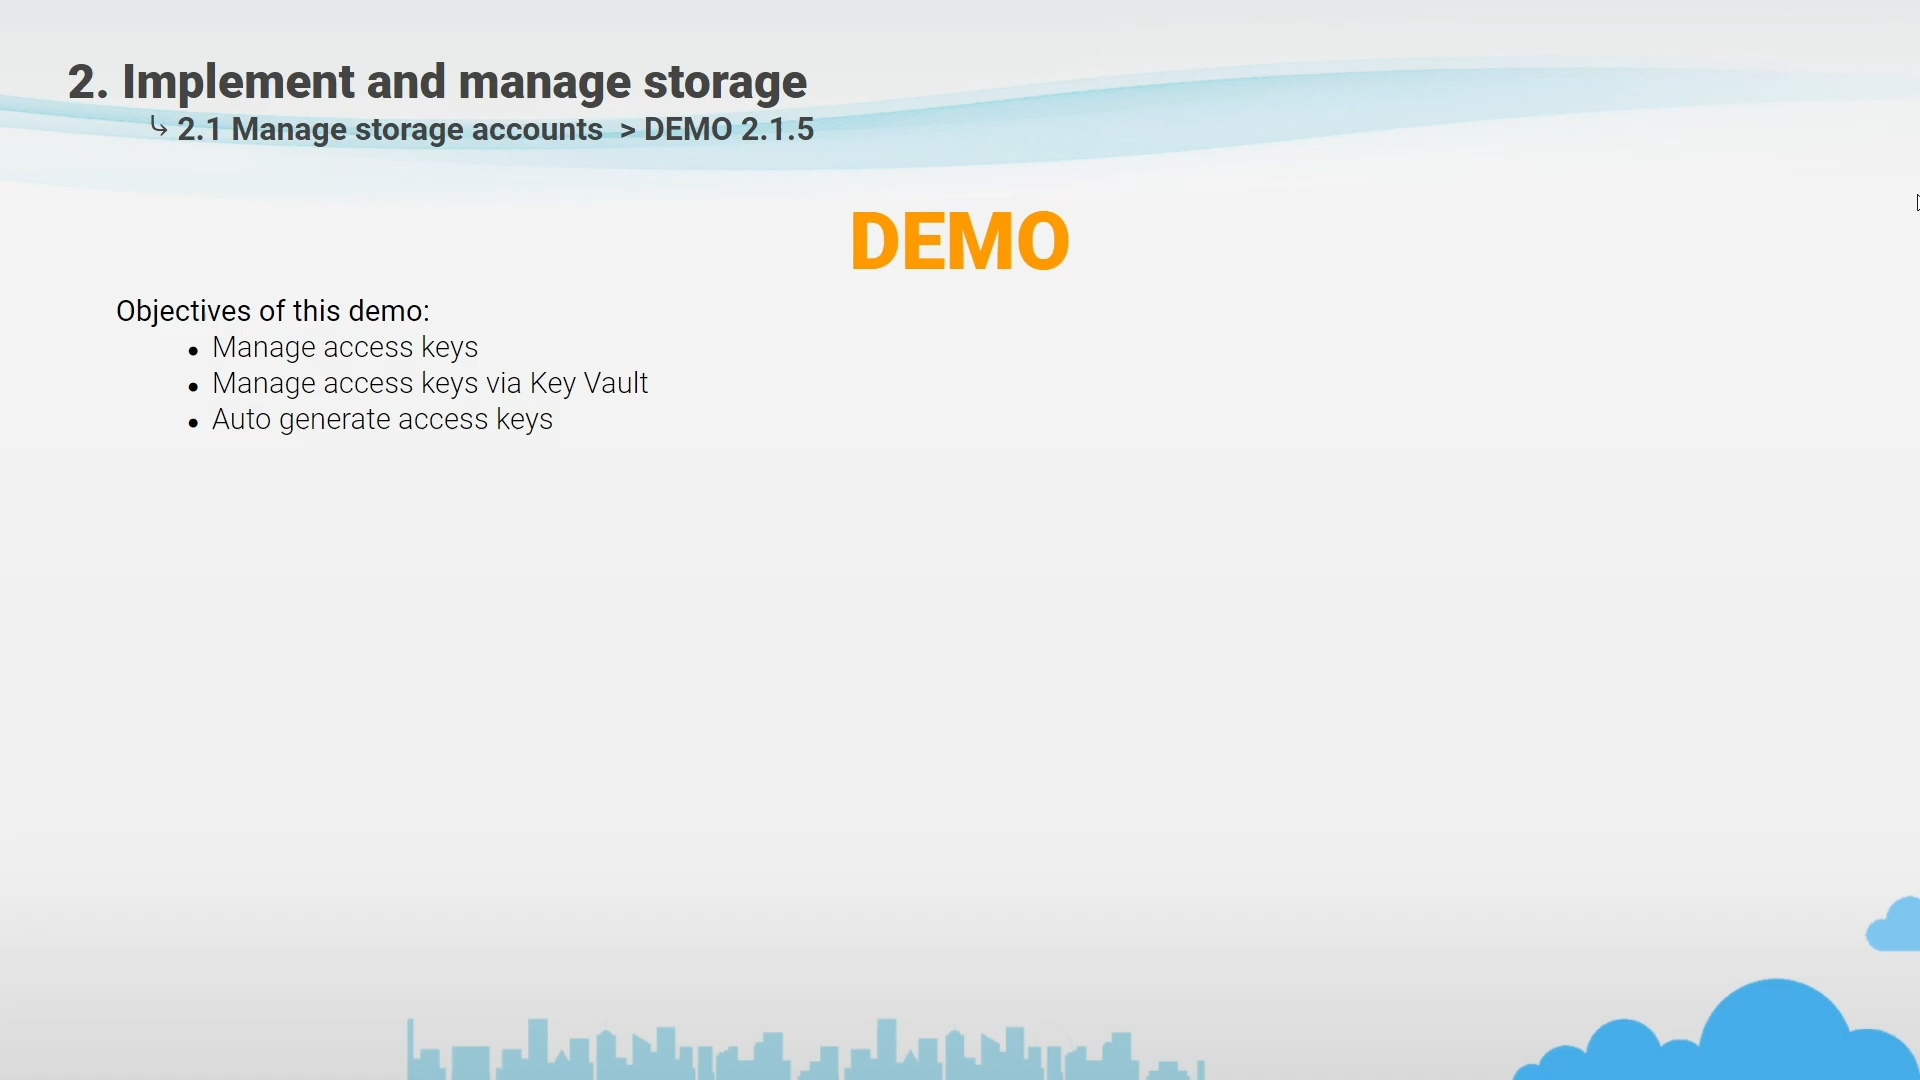 2. Implement and manage storage
↳ 2.1 Manage storage accounts > DEMO 2.1.5
DEMO
Objectives of this demo:
● Manage access keys
● Manage access keys via Key Vault
● Auto generate access keys